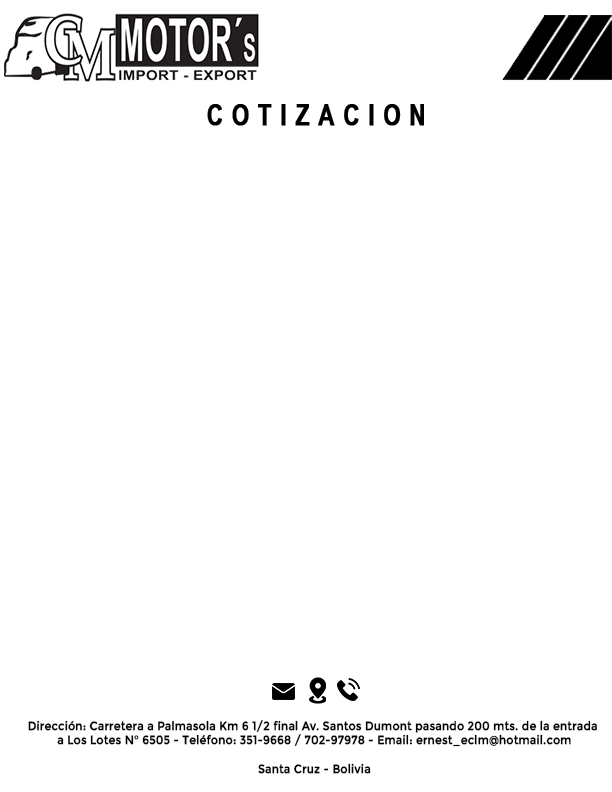 GM MOTOR´s
IMPORT - EXPORT
COTIZACION
Dirección: Carretera a Palmasola Km 6 1/2 final Av. Santos Dumont pasando 200 mts. de la entrada
a Los Lotes N° 6505 - Teléfono: 351-9668 / 702-97978 - Email: ernest_eclm@hotmail.com
Santa Cruz - Bolivia